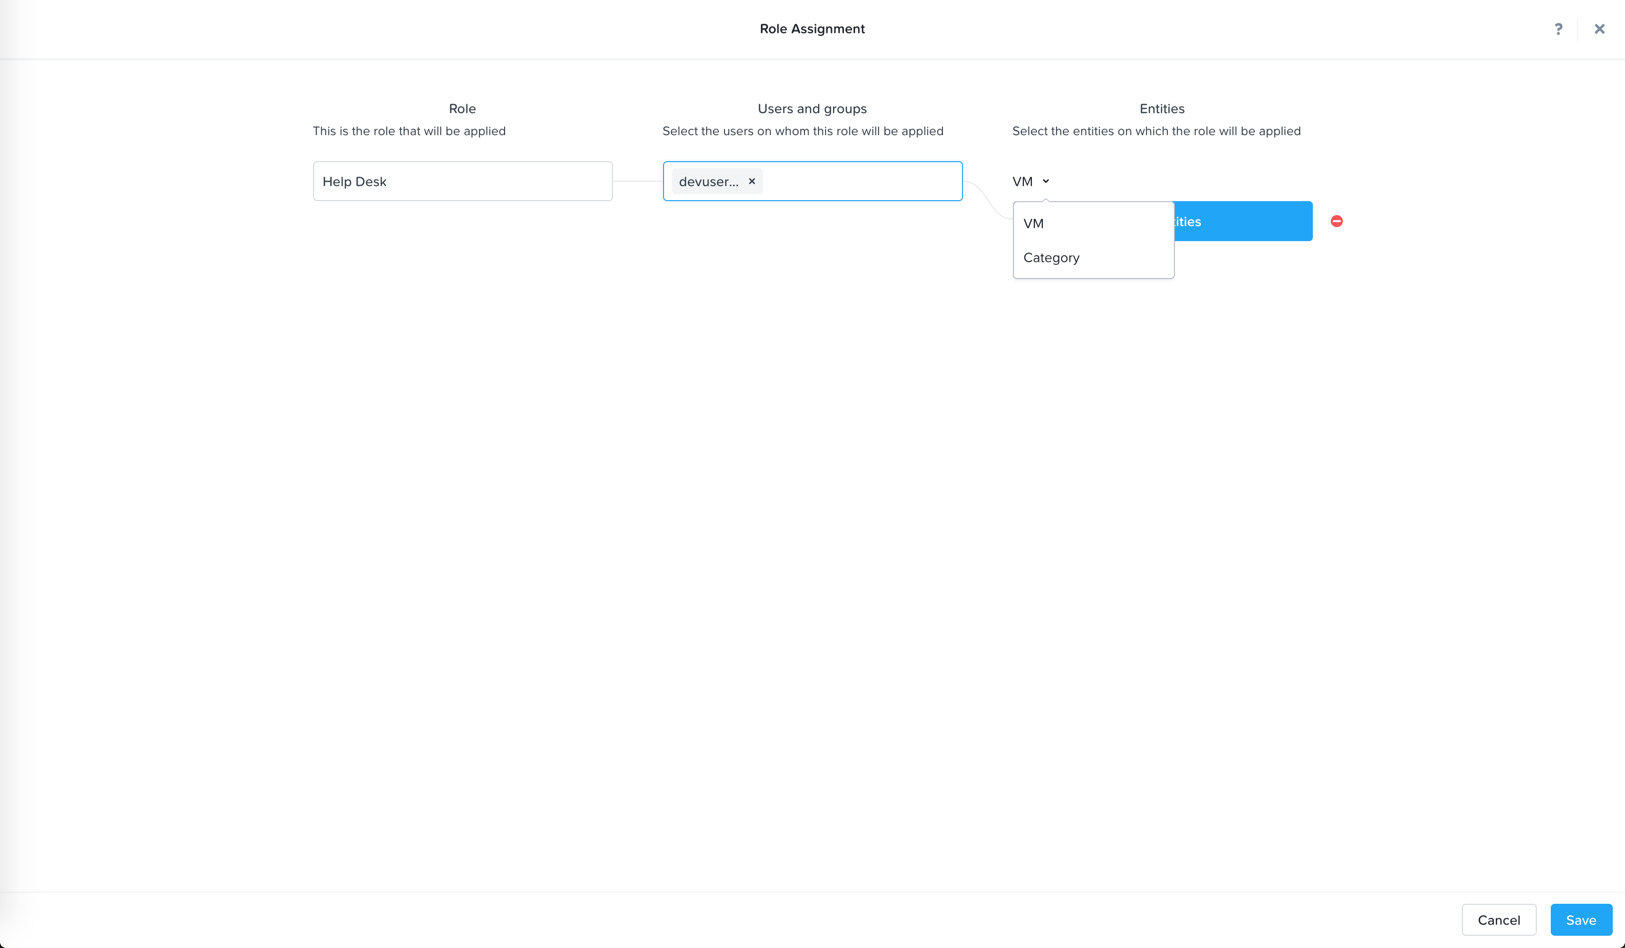 Role Assignment
?
Role
This is the role that will be applied
Help Desk
Users and groups
Select the users on whom this role will be applied
devuser...
Entities
Select the entities on which the role will be applied
VM
VM
Category
Cancel
Save